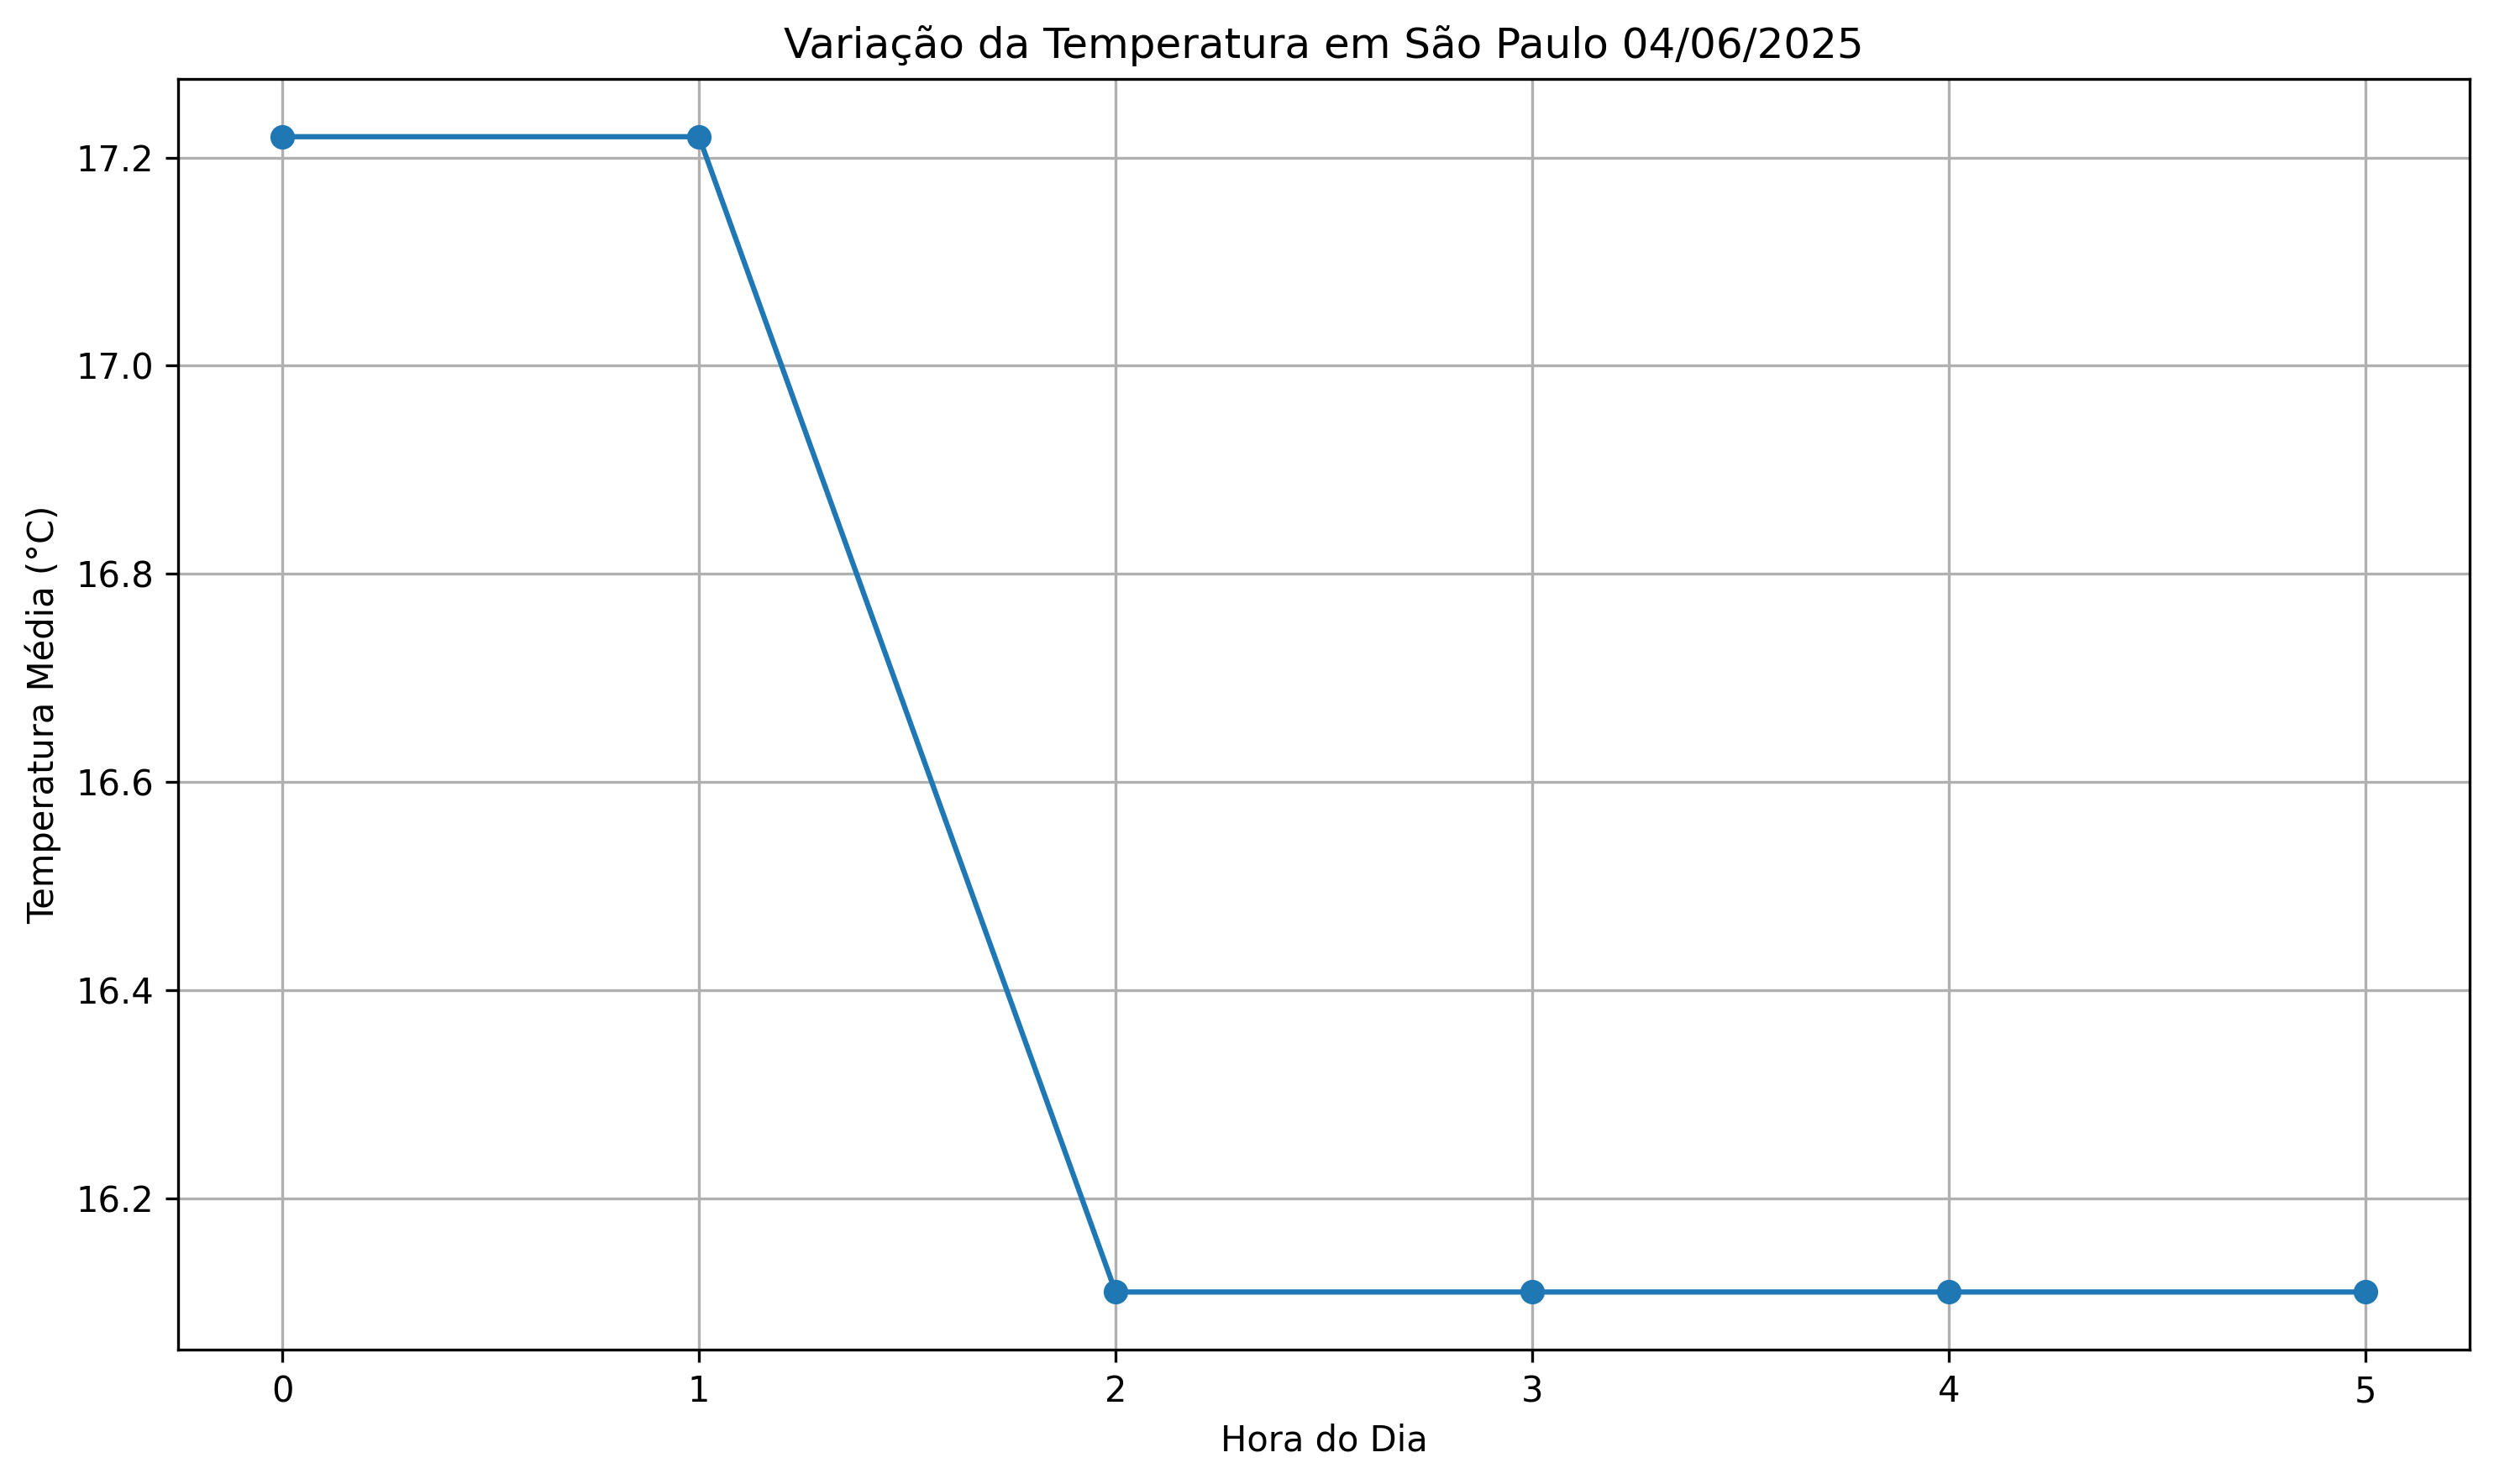 Variação da Temperatura em São Paulo 04/06/2025
Temperatura Média (°C)
17.2
17.0
16.8
16.6
16.4
16.2
0 1 2 3 4 5
Hora do Dia